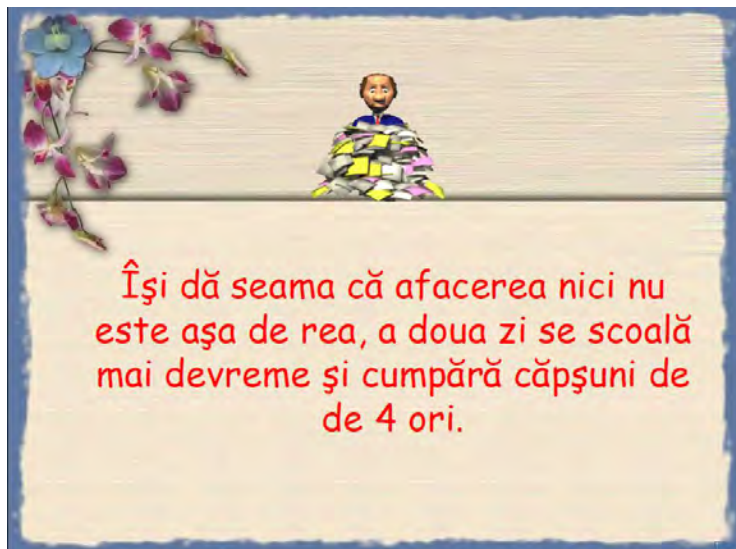 Îşi dă seama că afacerea nici nu
este aşa de rea, a doua zi se scoală
mai devreme şi cumpără căpşuni de
de 4 ori.